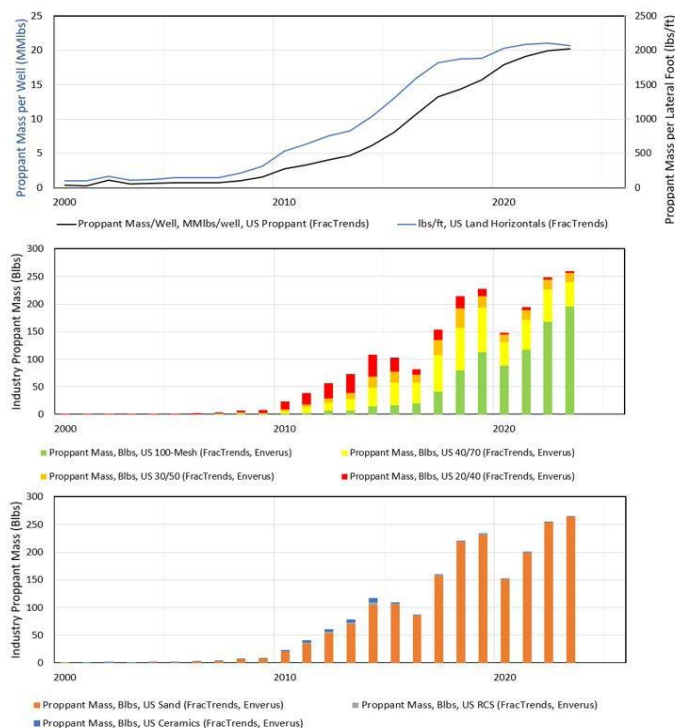 Proppant Mass per Well (MMlbs)
25
20
15
10
5
0
2500
2000
1500
1000
500
0
Proppant Mass per Lateral Foot (lbs/ft)
2000
2010
2020
Proppant Mass/Well, MMlbs/well, US Proppant (FracTrends)
lbs/ft, US Land Horizontals (FracTrends)
Industry Proppant Mass (Blbs)
300
250
200
150
100
50
0
2000
2010
2020
Proppant Mass, Blbs, US 100-Mesh (FracTrends, Enverus)
Proppant Mass, Blbs, US 40/70 (FracTrends, Enverus)
Proppant Mass, Blbs, US 30/50 (FracTrends, Enverus)
Proppant Mass, Blbs, US 20/40 (FracTrends, Enverus)
Industry Proppant Mass (Blbs)
300
250
200
150
100
50
0
2000
2010
2020
Proppant Mass, Blbs, US Sand (FracTrends, Enverus)
Proppant Mass, Blbs, US RCS (FracTrends, Enverus)
Proppant Mass, Blbs, US Ceramics (FracTrends, Enverus)